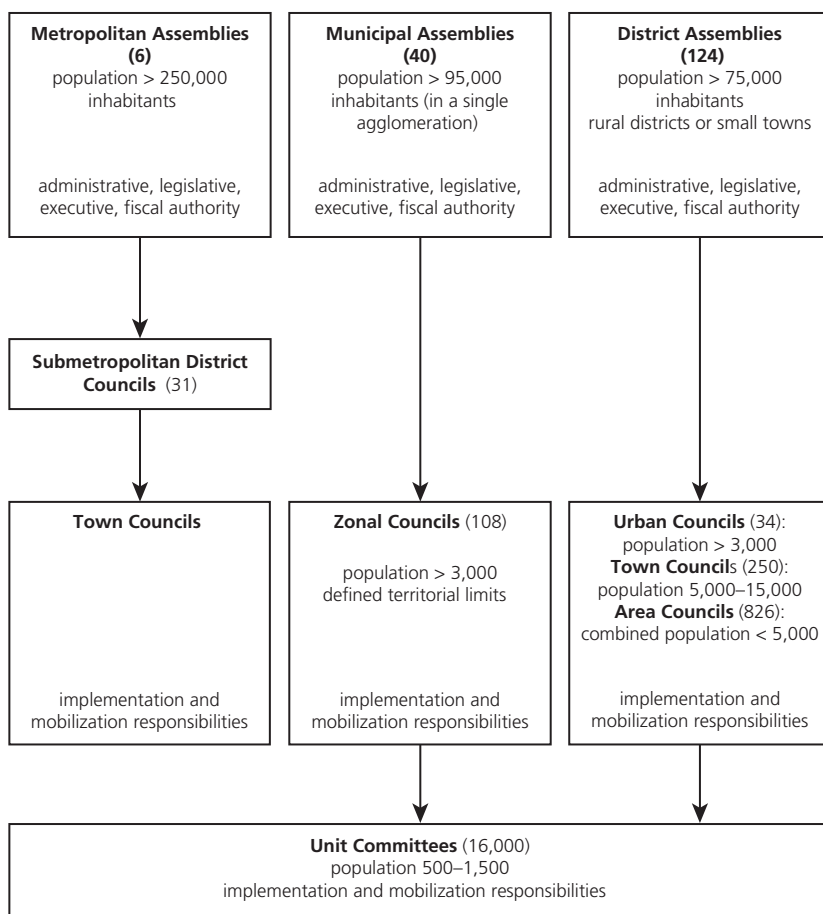 Metropolitan Assemblies
(6)
population > 250,000
inhabitants
administrative, legislative,
executive, fiscal authority
Municipal Assemblies
(40)
population > 95,000
inhabitants (in a single
agglomeration)
administrative, legislative,
executive, fiscal authority
District Assemblies
(124)
population > 75,000
inhabitants
rural districts or small towns
administrative, legislative,
executive, fiscal authority
Submetropolitan District
Councils (31)
Town Councils
implementation and
mobilization responsibilities
Zonal Councils (108)
population > 3,000
defined territorial limits
implementation and
mobilization responsibilities
Urban Councils (34):
population > 3,000
Town Councils (250):
population 5,000–15,000
Area Councils (826):
combined population < 5,000
implementation and
mobilization responsibilities
Unit Committees (16,000)
population 500–1,500
implementation and mobilization responsibilities